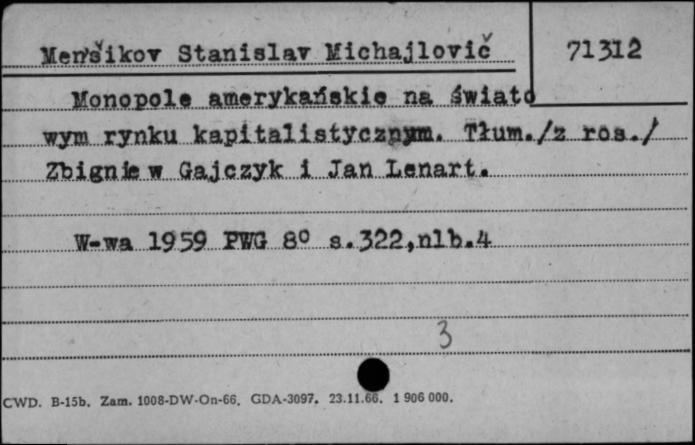 Men'šikov Stanislav Michajlovič
71312
Monopole amerykańskie na świato
wym rynku kapitalistycznym. Tłum./z ros./
Zbigniew Gajczyk i Jan Lenart.
W-wa 1959 PWG 8º s.322,nlb.4
3
CWD. B-15b. Zam. 1008-DW-On-66. GDA-3097. 23.11.66. 1 906 000.